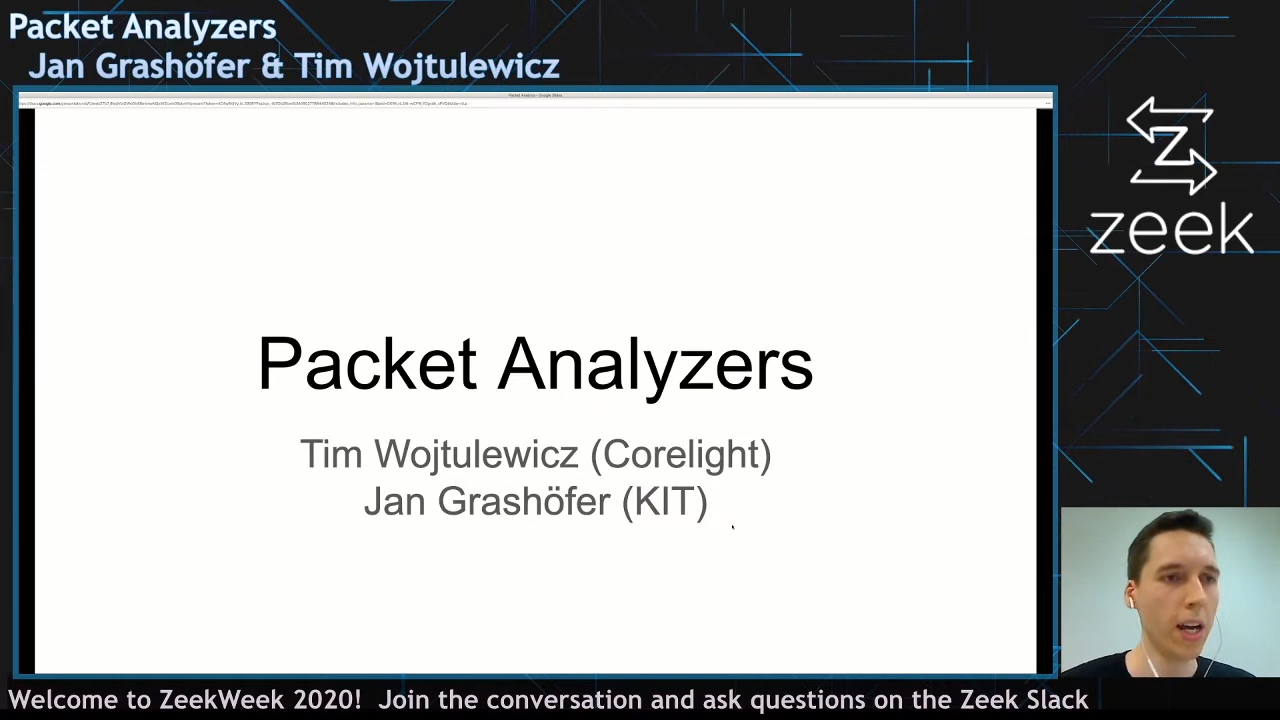 Packet Analyzers
Jan Grashöfer & Tim Wojtulewicz
Packet Analyzers
Tim Wojtulewicz (Corelight)
Jan Grashöfer (KIT)
Z
zeek
Welcome to ZeekWeek 2020! Join the conversation and ask questions on the Zeek Slack